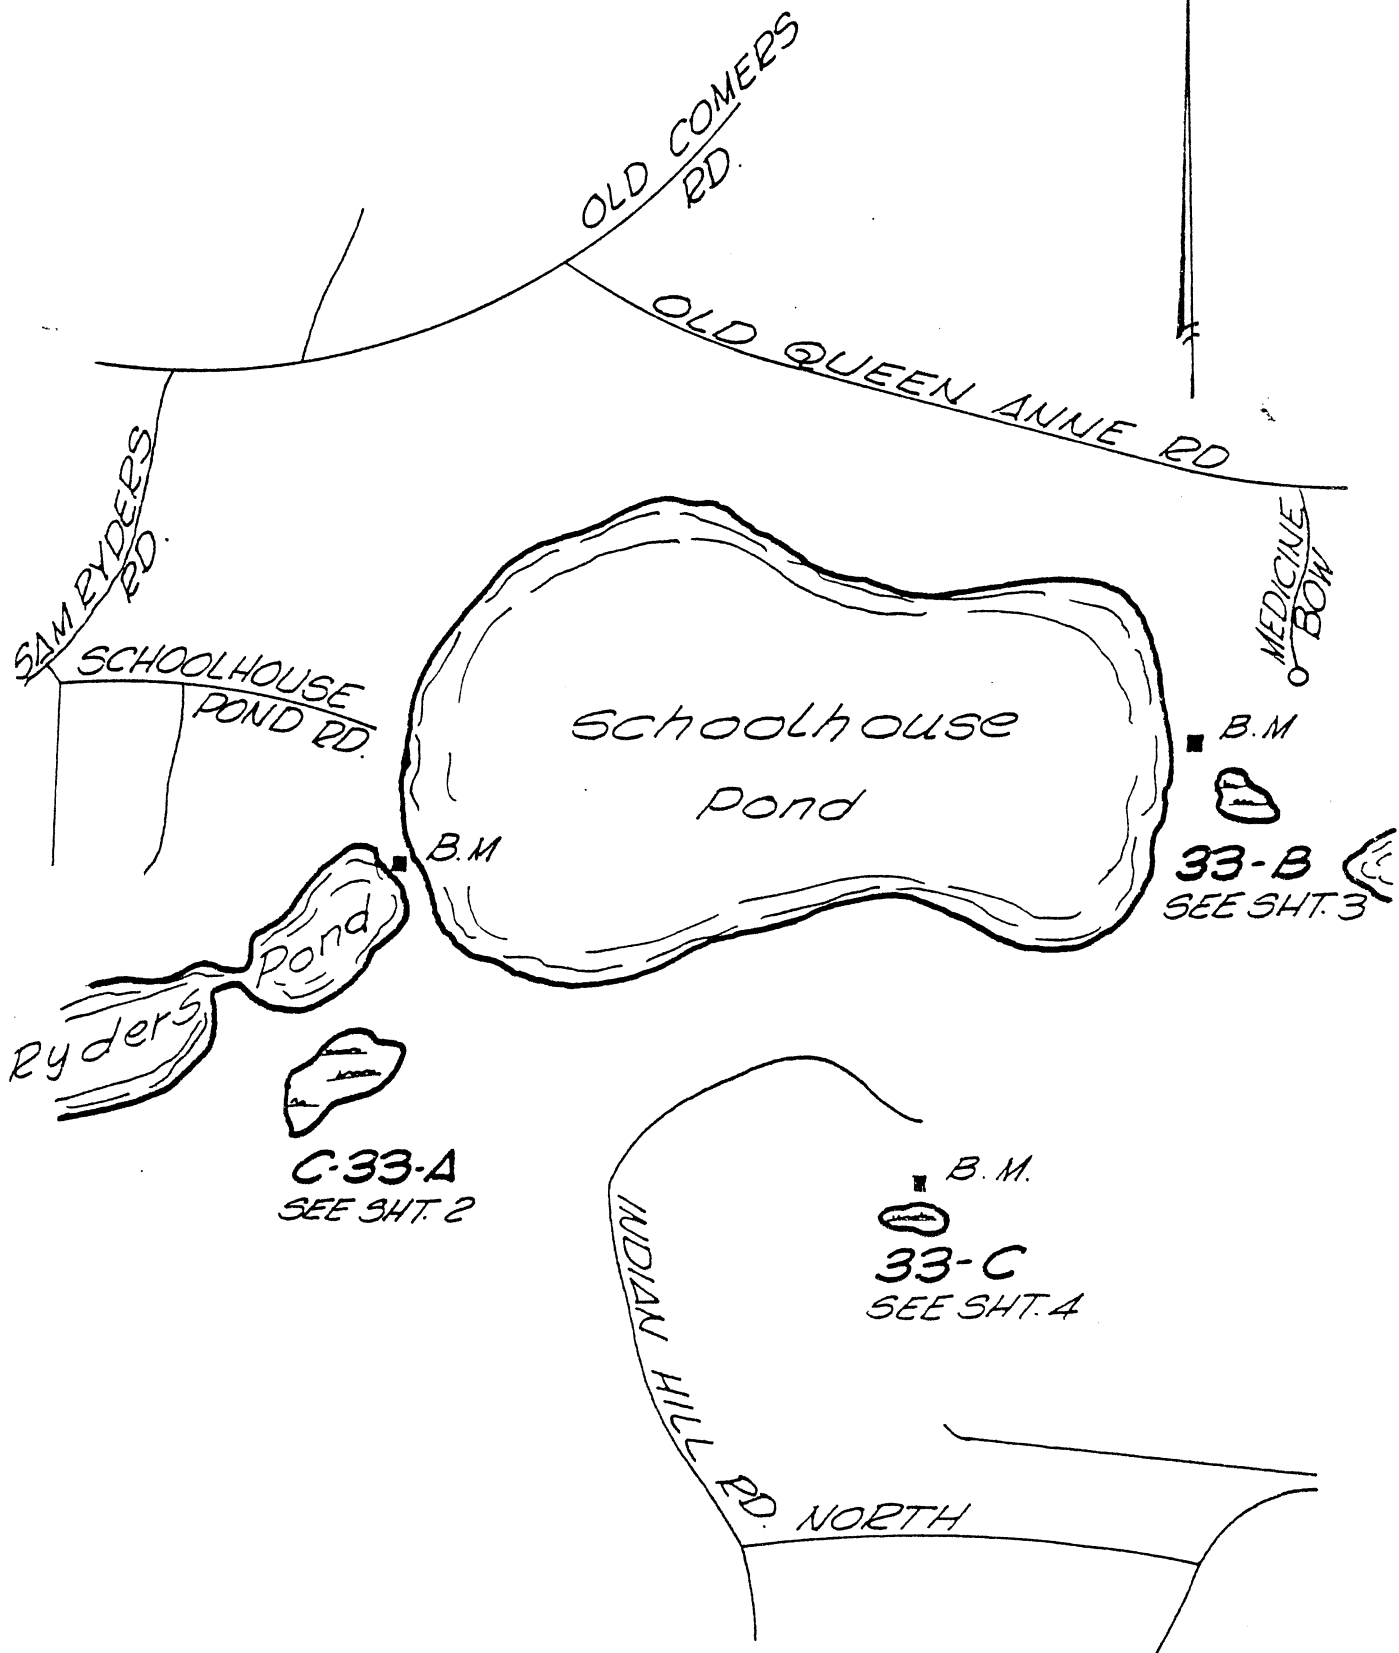 OLD COMERS
RD.
OLD QUEEN ANNE RD
SAM RYDERS
RD.
MEDICINE
BOW
SCHOOLHOUSE
POND RD.
Schoolhouse
Pond
B.M
B.M
33-B
SEE SHT. 3
Pond
Ryders
C-33-A
SEE SHT. 2
B.M.
33-C
SEE SHT. 4
INDIAN HILL RD.
NORTH